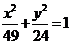 x²/49 + y²/24 = 1